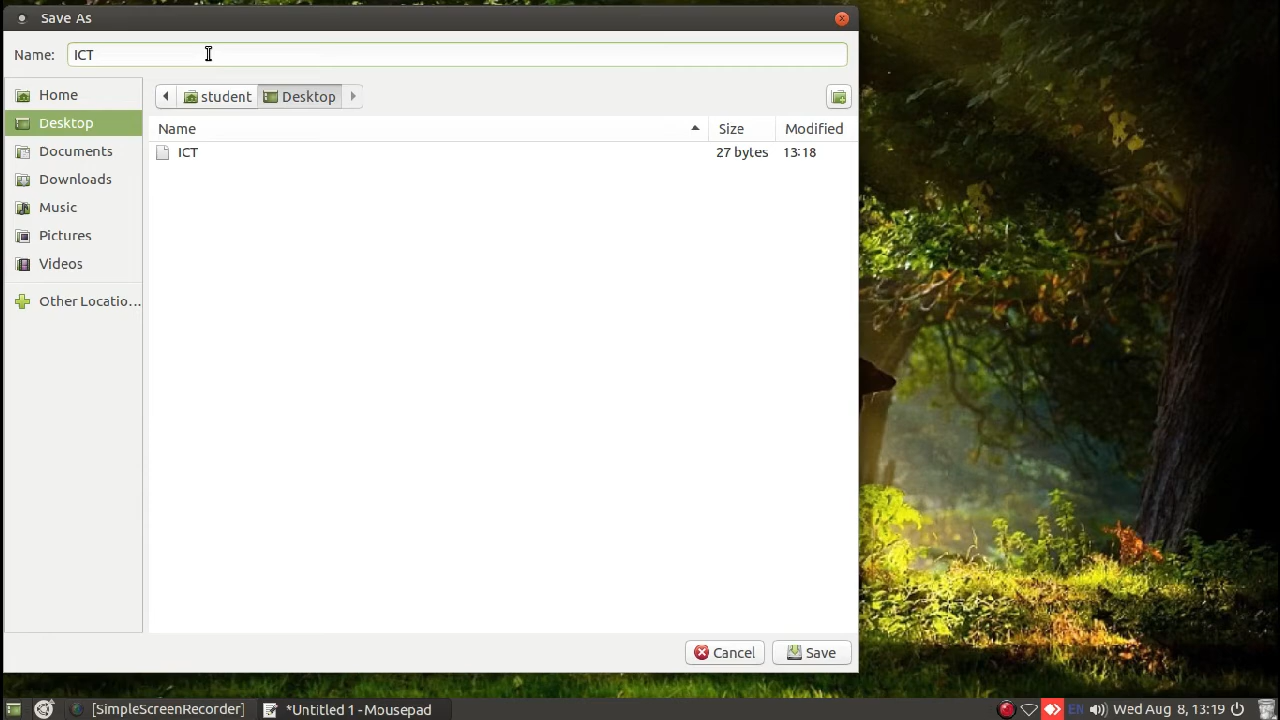 Save As
Name: ICT
Home
Desktop
Documents
Downloads
Music
Pictures
Videos
Other Locatio...
student Desktop
Name Size Modified
ICT 27 bytes 13:18
Cancel Save
[SimpleScreenRecorder] *Untitled 1 - Mousepad EN Wed Aug 8, 13:19